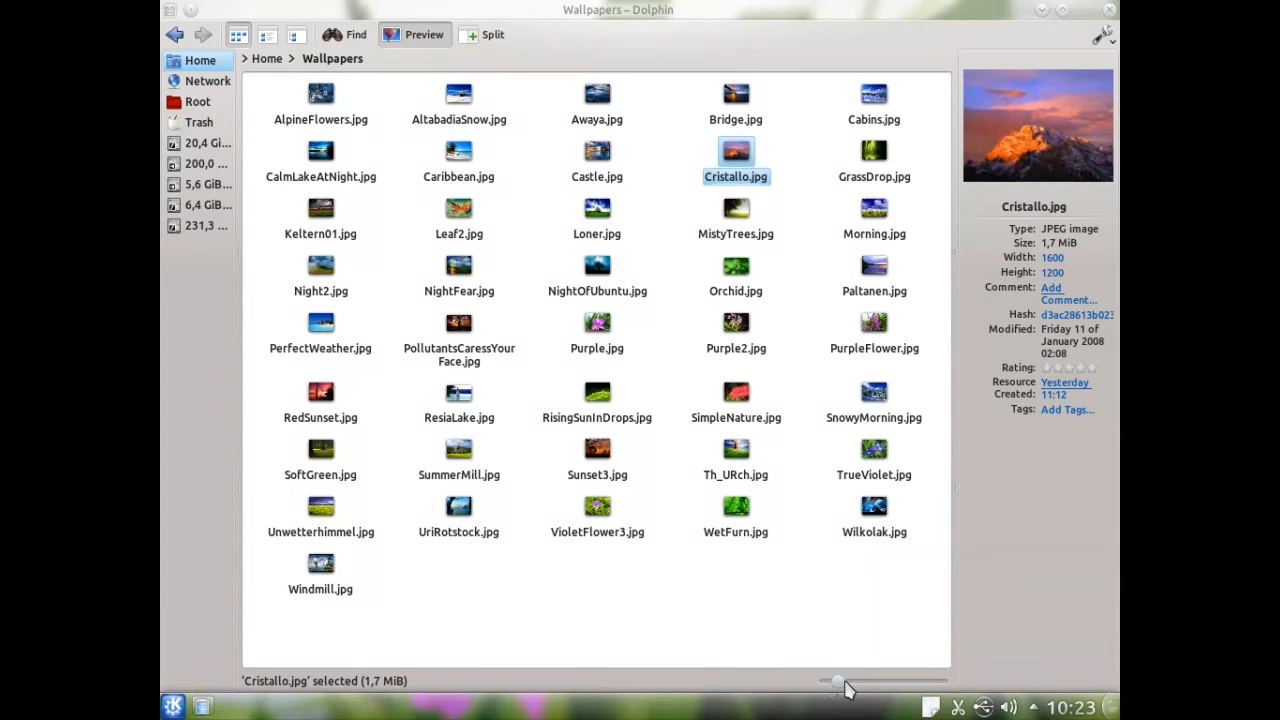 Wallpapers – Dolphin
Find
Preview
Split
Home
Network
Root
Trash
20,4 Gi...
200,0 ...
5,6 GiB...
6,4 GiB...
231,3 ...
> Home > Wallpapers
AlpineFlowers.jpg
AltabadiaSnow.jpg
Awaya.jpg
Bridge.jpg
Cabins.jpg
CalmLakeAtNight.jpg
Caribbean.jpg
Castle.jpg
Cristallo.jpg
GrassDrop.jpg
Keltern01.jpg
Leaf2.jpg
Loner.jpg
MistyTrees.jpg
Morning.jpg
Night2.jpg
NightFear.jpg
NightOfUbuntu.jpg
Orchid.jpg
Paltanen.jpg
PerfectWeather.jpg
PollutantsCaressYour
Face.jpg
Purple.jpg
Purple2.jpg
PurpleFlower.jpg
RedSunset.jpg
ResiaLake.jpg
RisingSunInDrops.jpg
SimpleNature.jpg
SnowyMorning.jpg
SoftGreen.jpg
SummerMill.jpg
Sunset3.jpg
Th_URch.jpg
TrueViolet.jpg
Unwetterhimmel.jpg
UriRotstock.jpg
VioletFlower3.jpg
WetFurn.jpg
Wilkolak.jpg
Windmill.jpg
Cristallo.jpg
Type: JPEG image
Size: 1,7 MiB
Width: 1600
Height: 1200
Comment: Add
Comment...
Hash: d3ac28613b023
Modified: Friday 11 of
January 2008
02:08
Rating:
Resource Yesterday
Created: 11:12
Tags: Add Tags...
'Cristallo.jpg' selected (1,7 MiB)
10:23